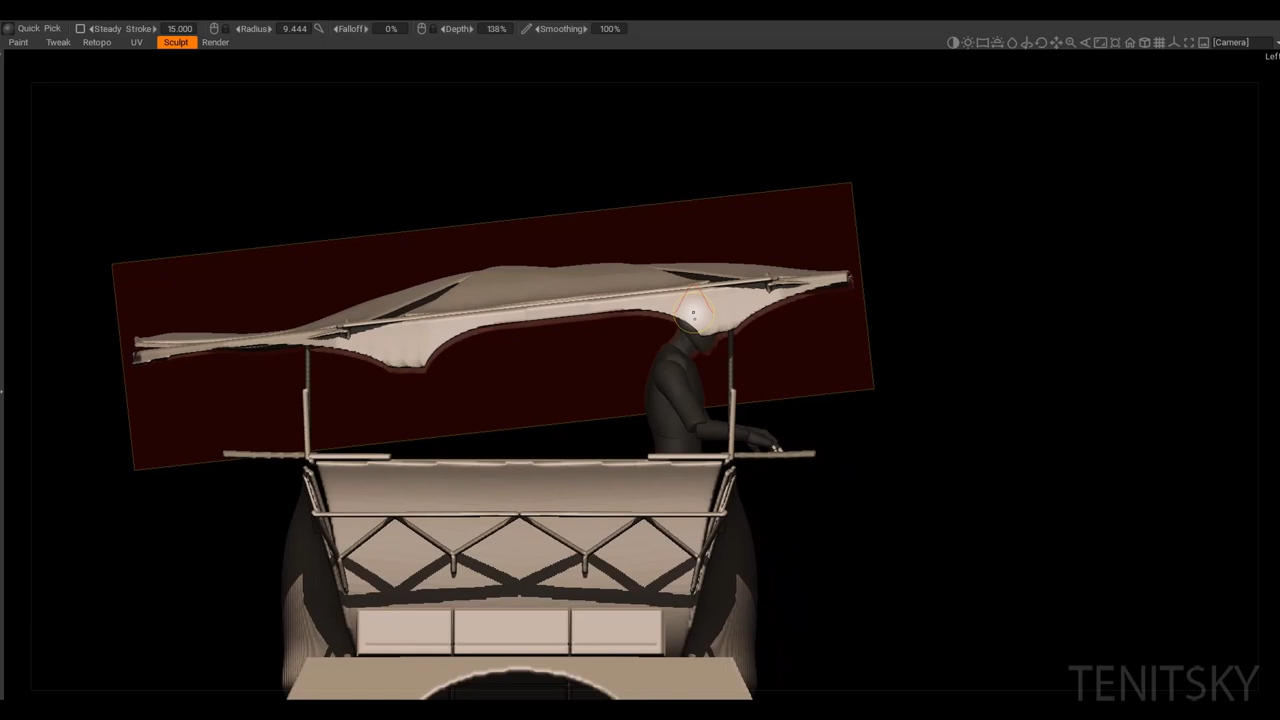 Quick Pick Steady Stroke 15.000 Radius 9.444 Falloff 0% Depth 138% Smoothing 100%
Paint Tweak Retopo UV Sculpt Render [Camera]
Left
TENITSKY